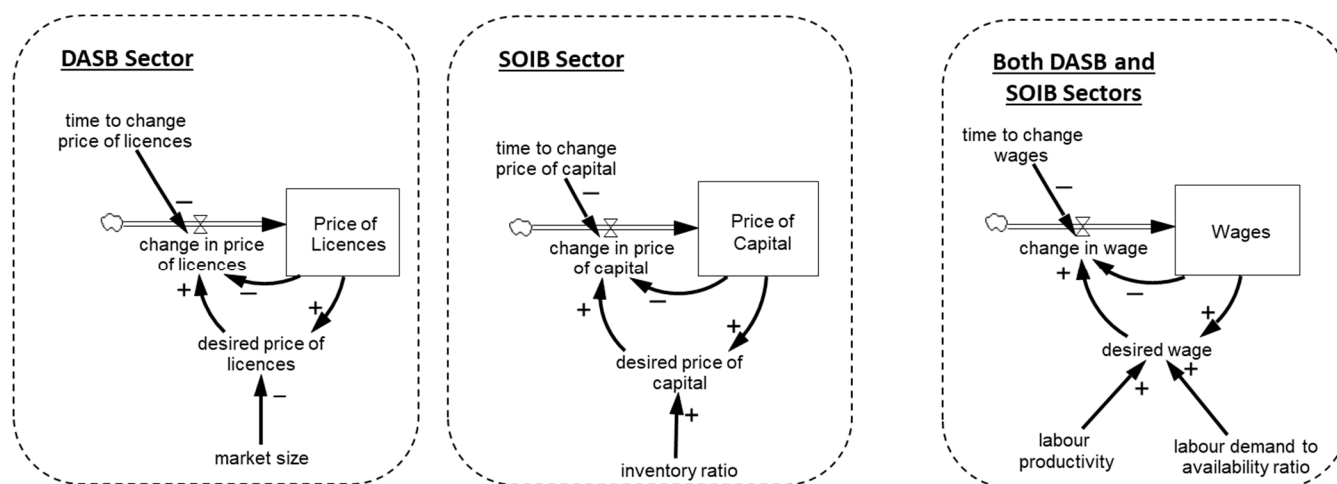 DASB Sector
time to change
price of licences
−
Price of
Licences
change in price
of licences
+
−
+
desired price of
licences
−
market size
SOIB Sector
time to change
price of capital
−
Price of
Capital
change in price
of capital
+
−
+
desired price of
capital
+
inventory ratio
Both DASB and
SOIB Sectors
time to change
wages
−
Wages
change in wage
+
−
+
desired wage
+
+
labour
productivity
labour demand to
availability ratio